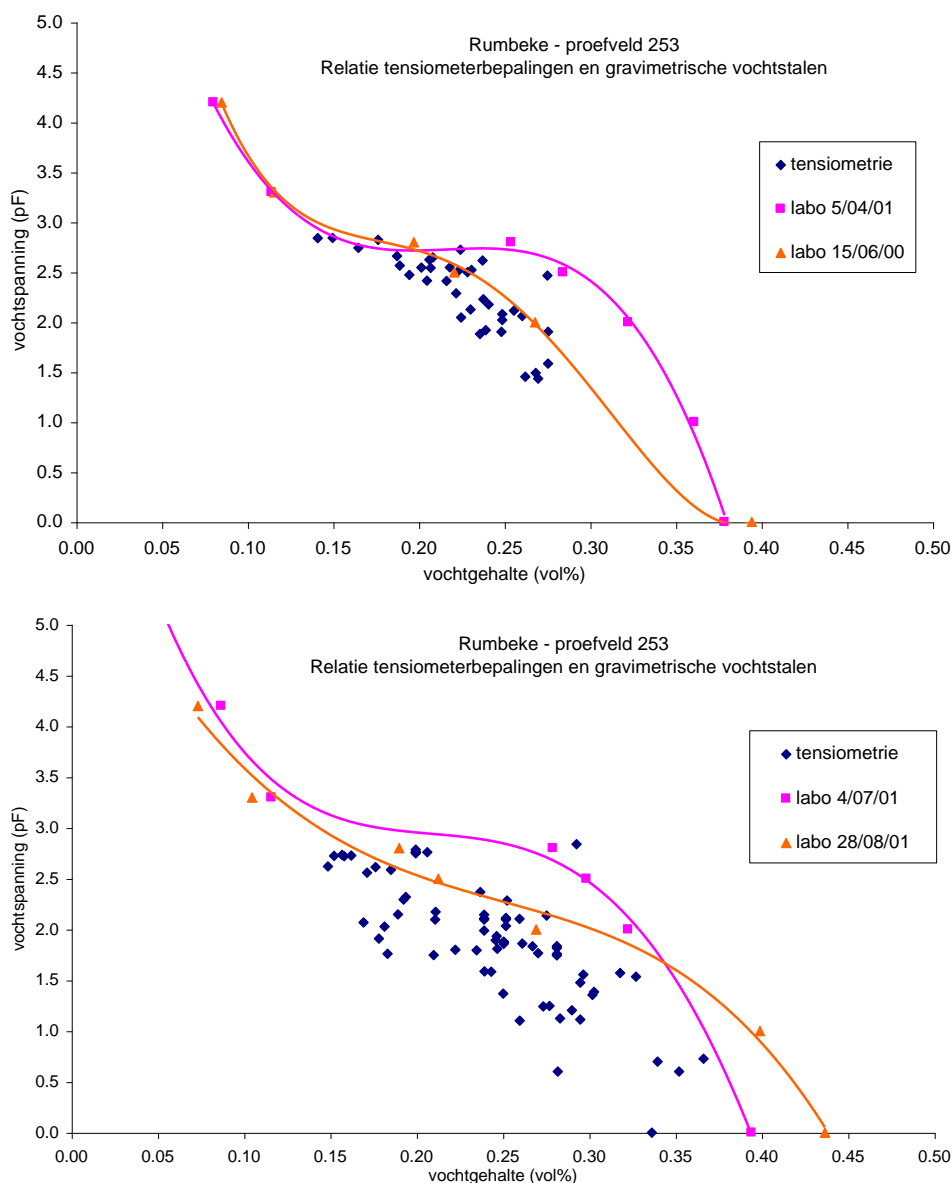 Rumbeke - proefveld 253
Relatie tensiometerbepalingen en gravimetrische vochtstalen
5.0
4.5
4.0
3.5
3.0
2.5
2.0
1.5
1.0
0.5
0.0
vochtspanning (pF)
tensiometrie
labo 5/04/01
labo 15/06/00
0.00 0.05 0.10 0.15 0.20 0.25 0.30 0.35 0.40 0.45 0.50
vochtgehalte (vol%)
Rumbeke - proefveld 253
Relatie tensiometerbepalingen en gravimetrische vochtstalen
5.0
4.5
4.0
3.5
3.0
2.5
2.0
1.5
1.0
0.5
0.0
vochtspanning (pF)
tensiometrie
labo 4/07/01
labo 28/08/01
0.00 0.05 0.10 0.15 0.20 0.25 0.30 0.35 0.40 0.45 0.50
vochtgehalte (vol%)